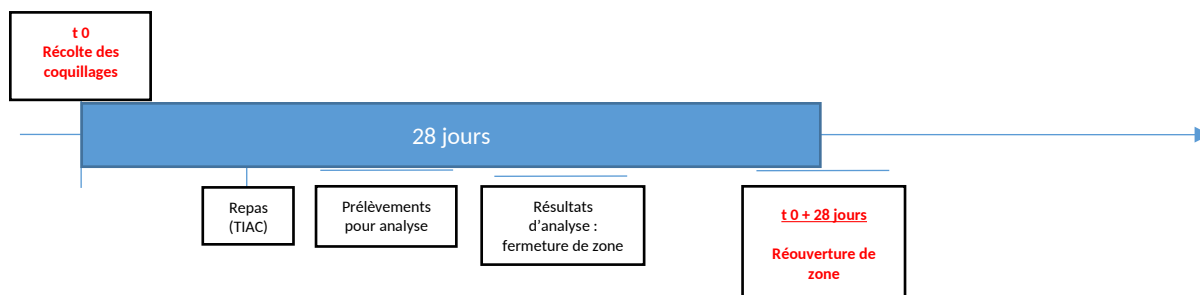 t 0
Récolte des
coquillages
28 jours
Repas
(TIAC)
Prélèvements
pour analyse
Résultats
d'analyse :
fermeture de zone
t 0 + 28 jours
Réouverture de
zone